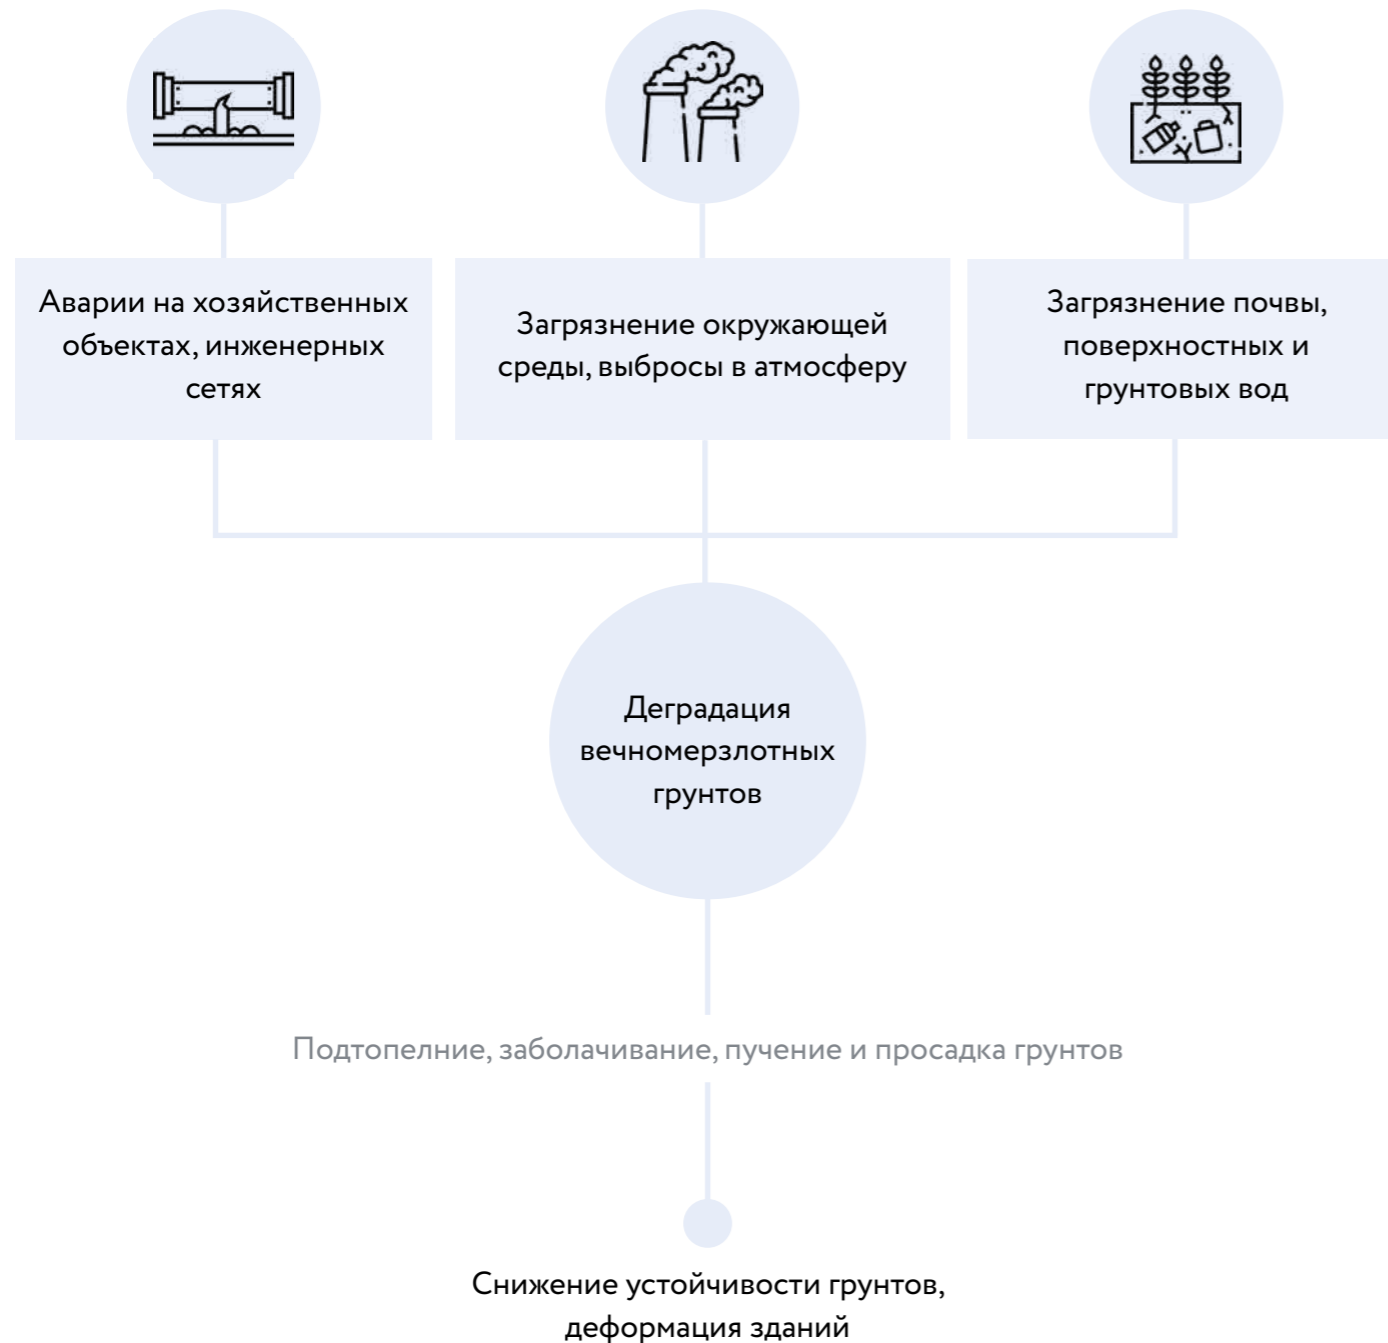 Аварии на хозяйственных
объектах, инженерных
сетях
Загрязнение окружающей
среды, выбросы в атмосферу
Загрязнение почвы,
поверхностных и
грунтовых вод
Деградация
вечномерзлотных
грунтов
Подтопелние, заболачивание, пучение и просадка грунтов
Снижение устойчивости грунтов,
деформация зданий